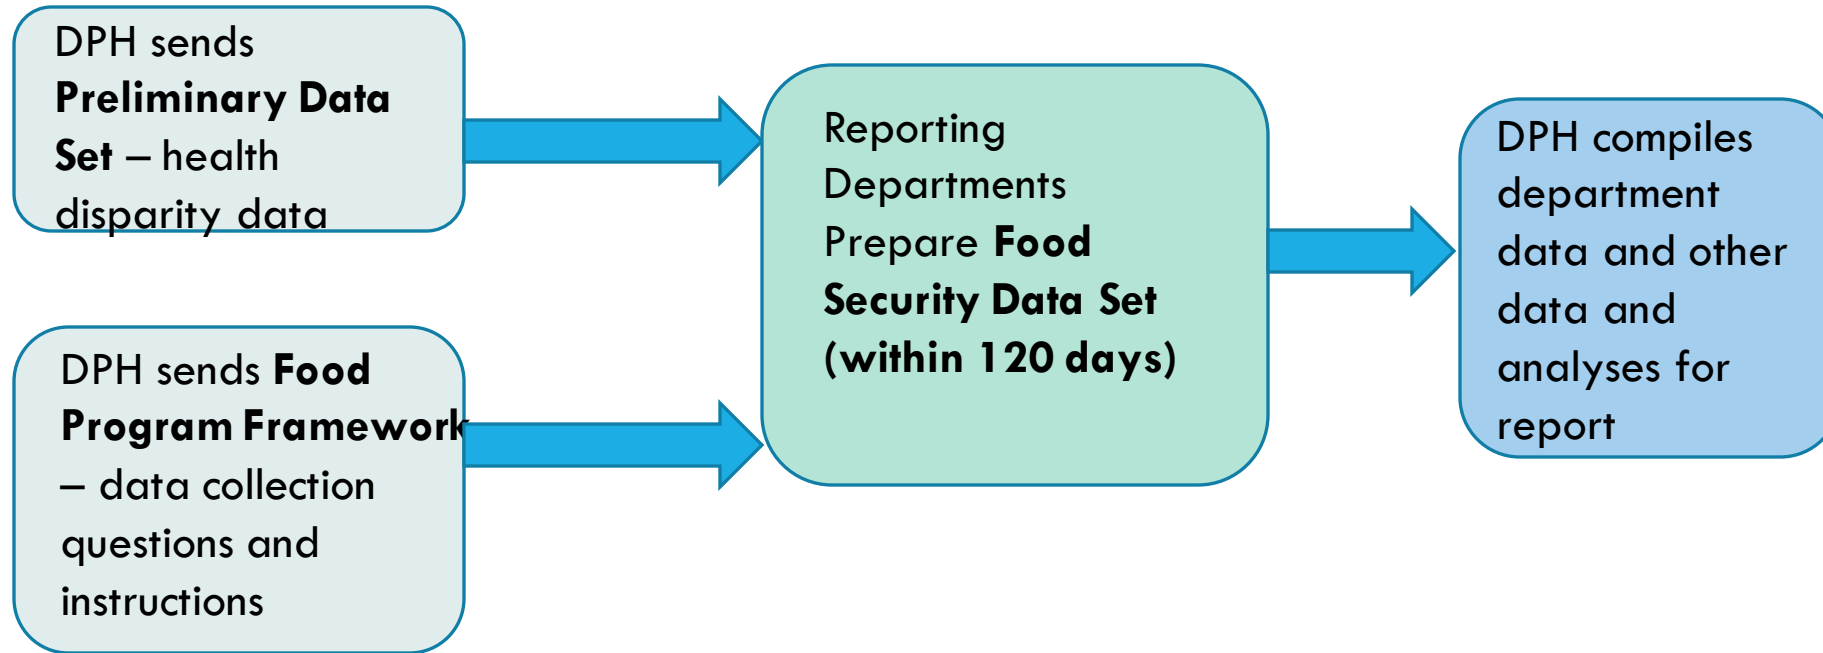 DPH sends
Preliminary Data
Set – health
disparity data
DPH sends Food
Program Framework
– data collection
questions and
instructions
Reporting
Departments
Prepare Food
Security Data Set
(within 120 days)
DPH compiles
department
data and other
data and
analyses for
report